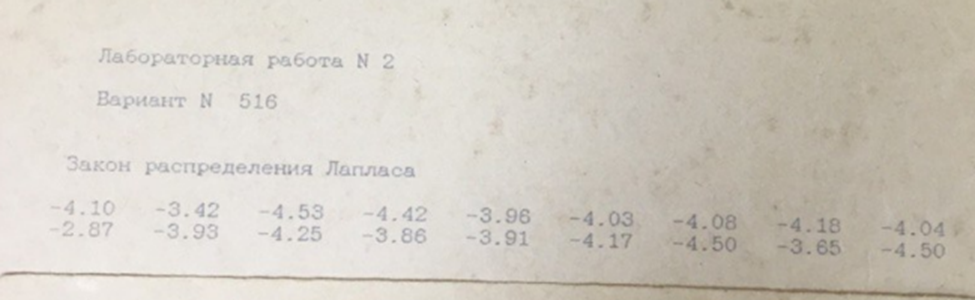 Лабораторная работа N 2
Вариант N 516
Закон распределения Лапласа
-4.10 -3.42 -4.53 -4.42 -3.96 -4.03 -4.08 -4.18 -4.04
-2.87 -3.93 -4.25 -3.86 -3.91 -4.17 -4.50 -3.65 -4.50